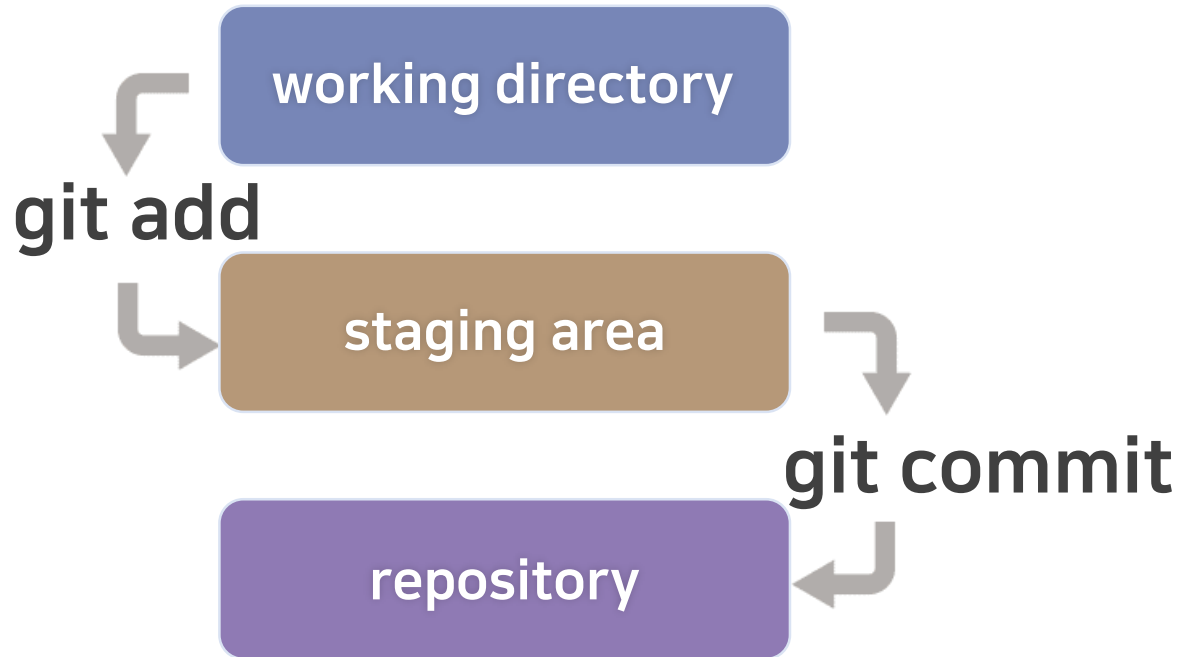 working directory
git add
staging area
git commit
repository